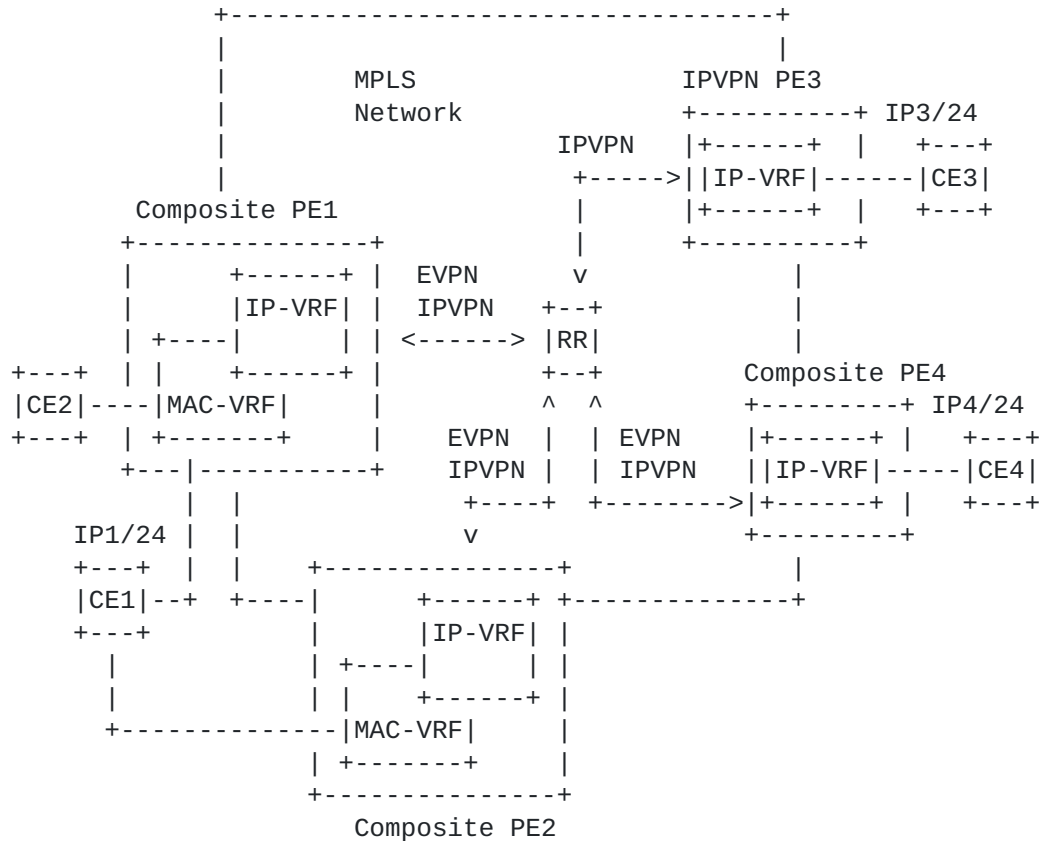 MPLS IPVPN PE3
Network IP3/24
IPVPN
IP-VRF CE3
Composite PE1
EVPN
IP-VRF IPVPN
RR
Composite PE4
CE2 MAC-VRF IP4/24
EVPN EVPN
IPVPN IPVPN IP-VRF CE4
IP1/24
CE1
IP-VRF
MAC-VRF
Composite PE2